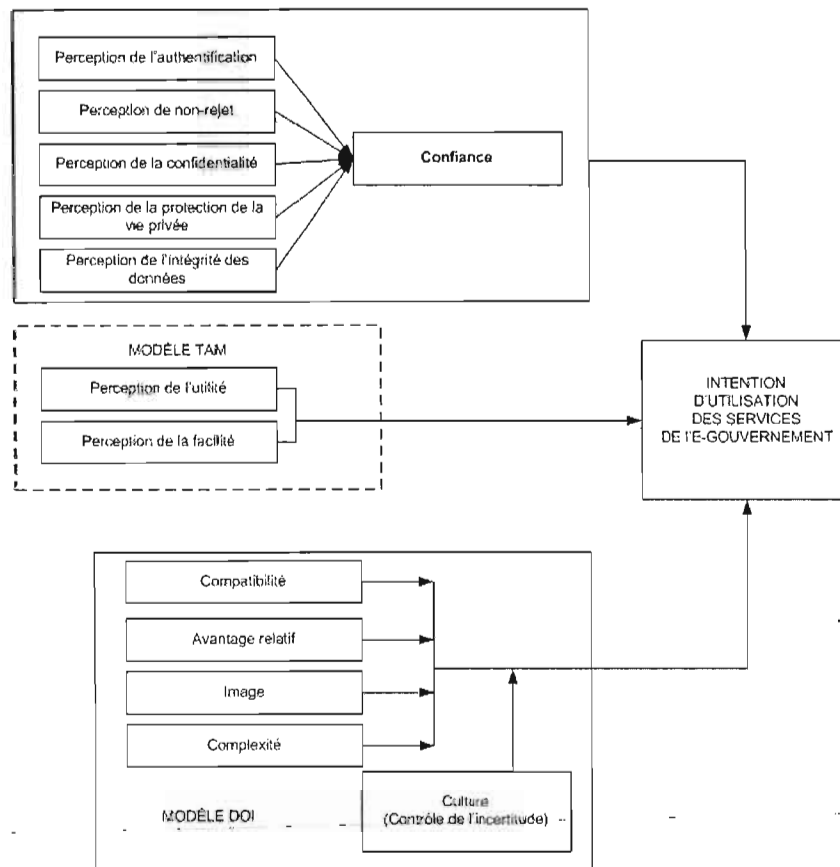 Perception de l'authentification
Perception de non-rejet
Perception de la confidentialité
Perception de la protection de la
vie privée
Perception de l'intégrité des
données
Confiance
MODÈLE TAM
Perception de l'utilité
Perception de la facilité
INTENTION
D'UTILISATION
DES SERVICES
DE l'E-GOUVERNEMENT
Compatibilité
Avantage relatif
Image
Complexité
MODÈLE DOI
Culture
(Contrôle de l'incertitude)